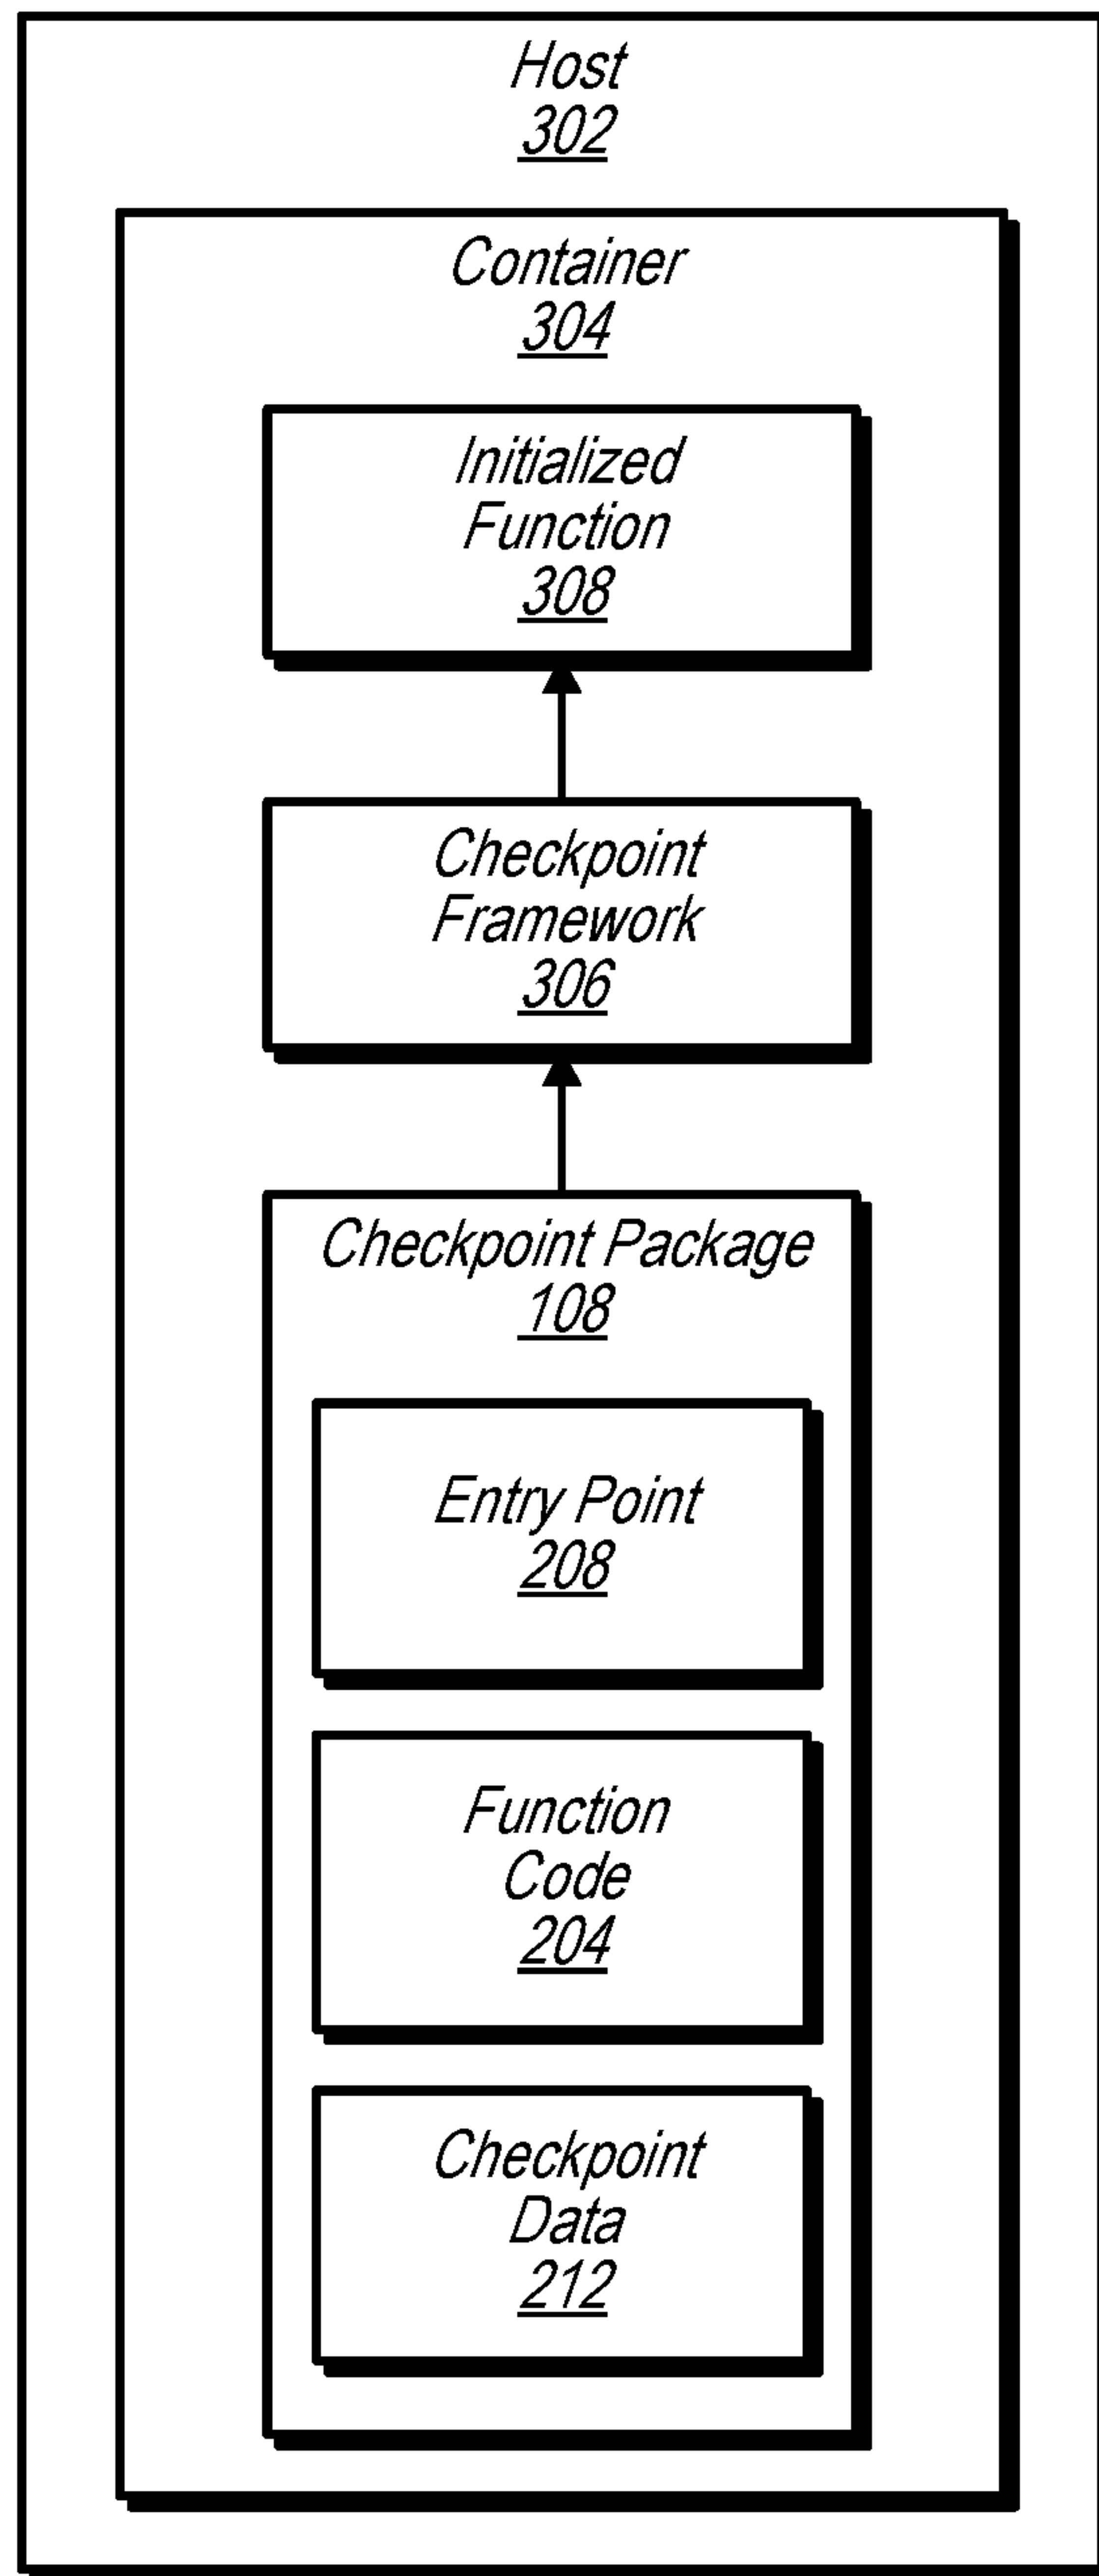 Host
302
Container
304
Initialized
Function
308
Checkpoint
Framework
306
Checkpoint Package
108
Entry Point
208
Function
Code
204
Checkpoint
Data
212